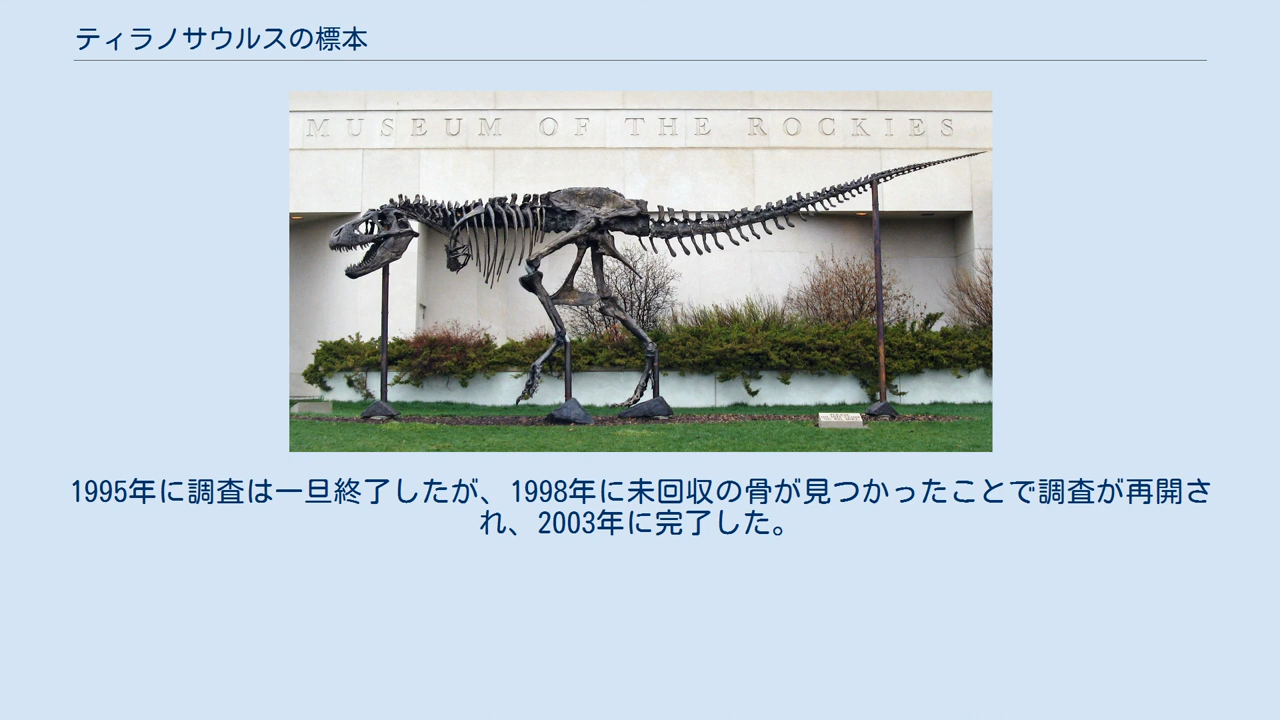 ティラノサウルスの標本
MUSEUM OF THE ROCKIES
1995年に調査は一旦終了したが、1998年に未回収の骨が見つかったことで調査が再開さ
れ、2003年に完了した。